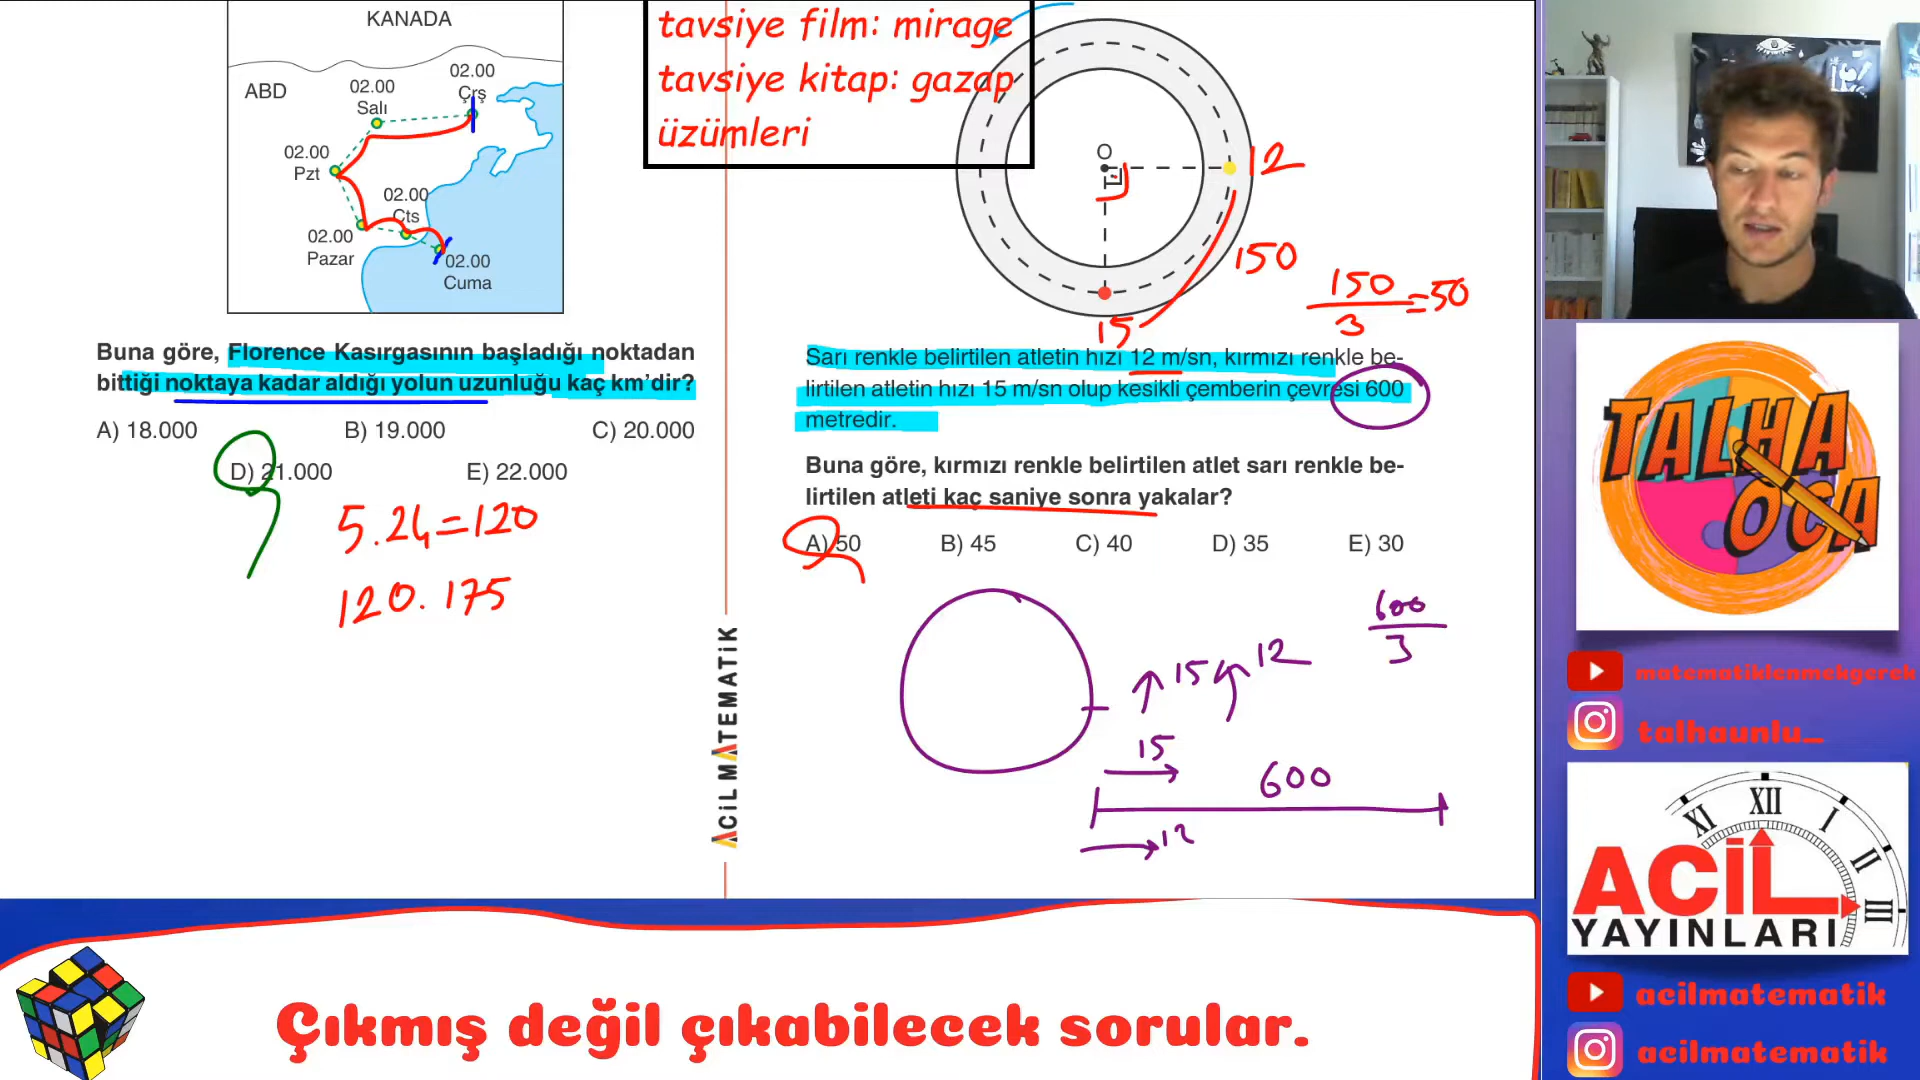 KANADA
ABD
02.00
Salı
02.00
Çrş
02.00
Pzt
02.00
Cts
02.00
Pazar
02.00
Cuma
Buna göre, Florence Kasırgasının başladığı noktadan
bittiği noktaya kadar aldığı yolun uzunluğu kaç km'dir?
A) 18.000 B) 19.000 C) 20.000
D) 21.000 E) 22.000
5.24=120
120.175
ACİL MATEMATİK
tavsiye film: mirage
tavsiye kitap: gazap
üzümleri
O
12
150
15
150/3=50
Sarı renkle belirtilen atletin hızı 12 m/sn, kırmızı renkle be-
lirtilen atletin hızı 15 m/sn olup kesikli çemberin çevresi 600
metredir.
Buna göre, kırmızı renkle belirtilen atlet sarı renkle be-
lirtilen atleti kaç saniye sonra yakalar?
A) 50 B) 45 C) 40 D) 35 E) 30
15 12
600/3
15
600
12
TALHA
OCA
matematiklenmekgerek
talhaunlu_
XI XII I II III
ACİL
YAYINLARI
acilmatematik
acilmatematik
Çıkmış değil çıkabilecek sorular.